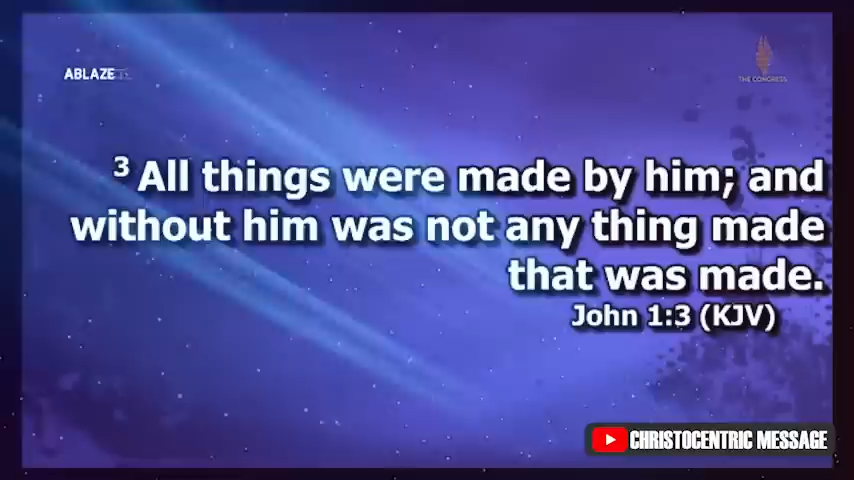 ABLAZE
THE CONGRESS
3 All things were made by him; and
without him was not any thing made
that was made.
John 1:3 (KJV)
CHRISTOCENTRIC MESSAGE